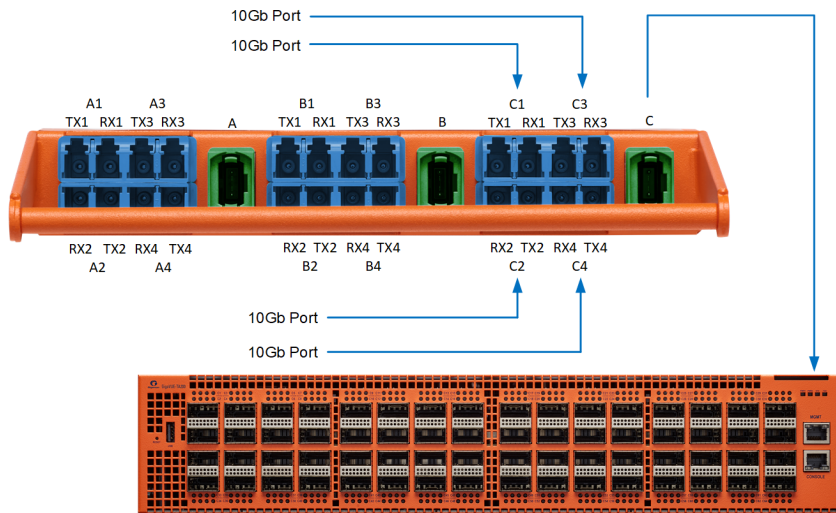 10Gb Port
10Gb Port
A1 A3 B1 B3 C1 C3
TX1 RX1 TX3 RX3 A TX1 RX1 TX3 RX3 B TX1 RX1 TX3 RX3 C
RX2 TX2 RX4 TX4 RX2 TX2 RX4 TX4 RX2 TX2 RX4 TX4
A2 A4 B2 B4 C2 C4
10Gb Port
10Gb Port
MGMT
CONSOLE